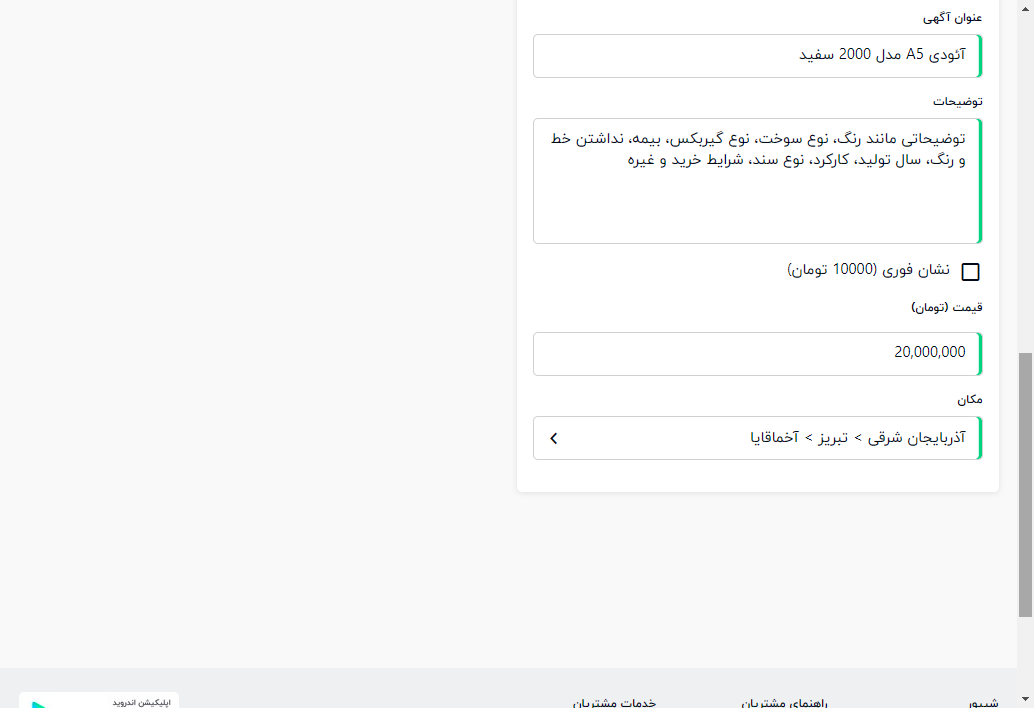 عنوان آگهی
آئودی A5 مدل 2000 سفید
توضیحات
توضیحاتی مانند رنگ، نوع سوخت، نوع گیربکس، بیمه، نداشتن خط
و رنگ، سال تولید، کارکرد، نوع سند، شرایط خرید و غیره
نشان فوری (10000 تومان)
قیمت (تومان)
20,000,000
مکان
آذربایجان شرقی > تبریز > آخماقایا
شیپور
راهنمای مشتریان
خدمات مشتریان
اپلیکیشن اندروید